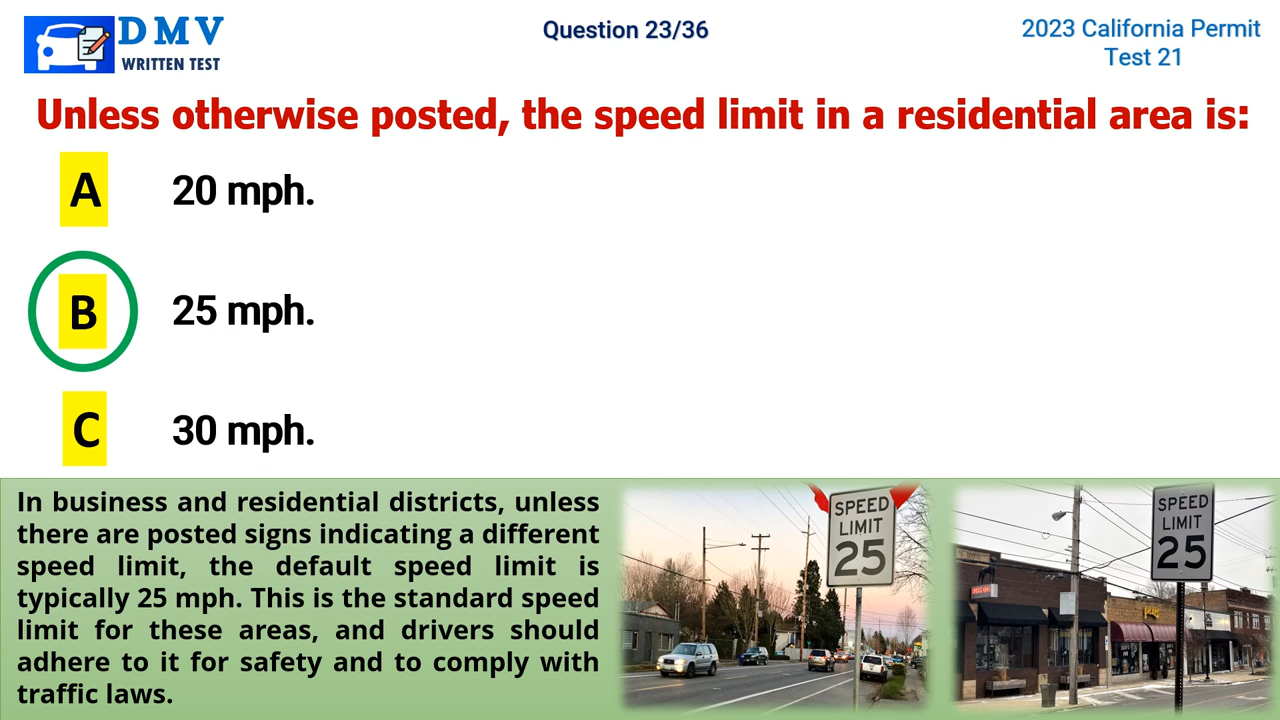 DMV
WRITTEN TEST
Question 23/36
2023 California Permit
Test 21
Unless otherwise posted, the speed limit in a residential area is:
A 20 mph.
B 25 mph.
C 30 mph.
In business and residential districts, unless
there are posted signs indicating a different
speed limit, the default speed limit is
typically 25 mph. This is the standard speed
limit for these areas, and drivers should
adhere to it for safety and to comply with
traffic laws.
SPEED
LIMIT
25
SPEED
LIMIT
25